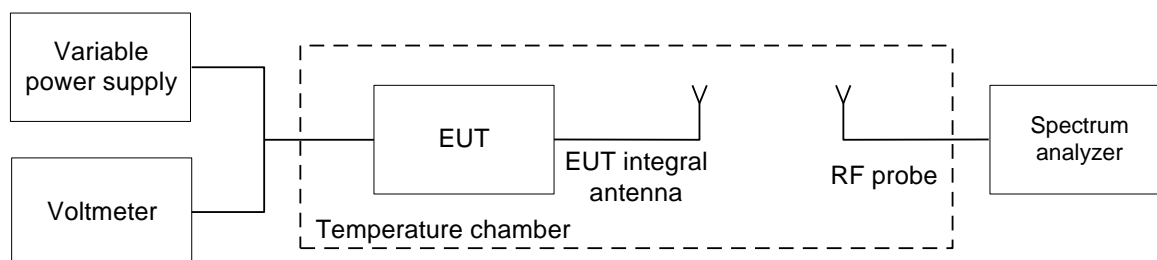 Variable
power supply
Voltmeter
EUT
EUT integral
antenna
RF probe
Temperature chamber
Spectrum
analyzer